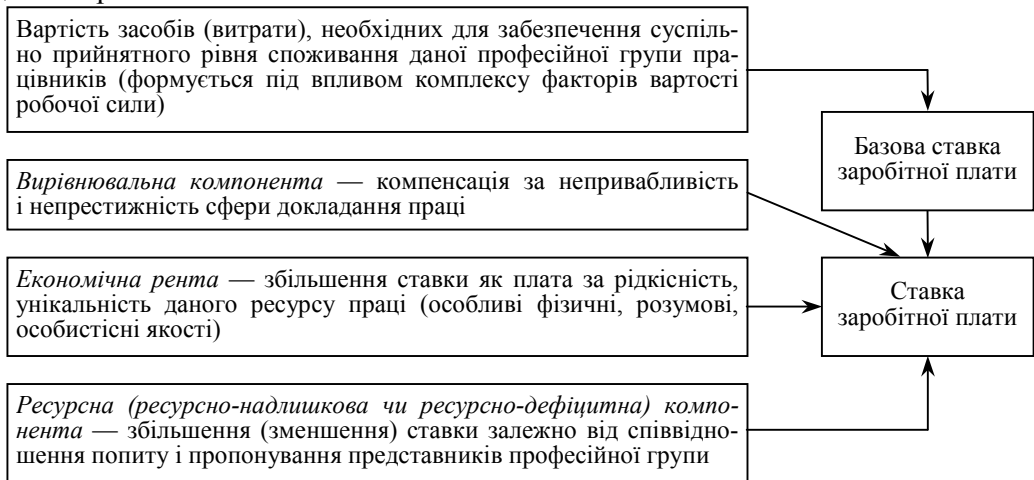 Вартість засобів (витрати), необхідних для забезпечення суспіль-
но прийнятного рівня споживання даної професійної групи пра-
цівників (формується під впливом комплексу факторів вартості
робочої сили)
Базова ставка
заробітної плати
Вирівнювальна компонента — компенсація за непривабливість
і непрестижність сфери докладання праці
Економічна рента — збільшення ставки як плата за рідкісність,
унікальність даного ресурсу праці (особливі фізичні, розумові,
особистісні якості)
Ставка
заробітної плати
Ресурсна (ресурсно-надлишкова чи ресурсно-дефіцитна) компо-
нента — збільшення (зменшення) ставки залежно від співвідно-
шення попиту і пропонування представників професійної групи